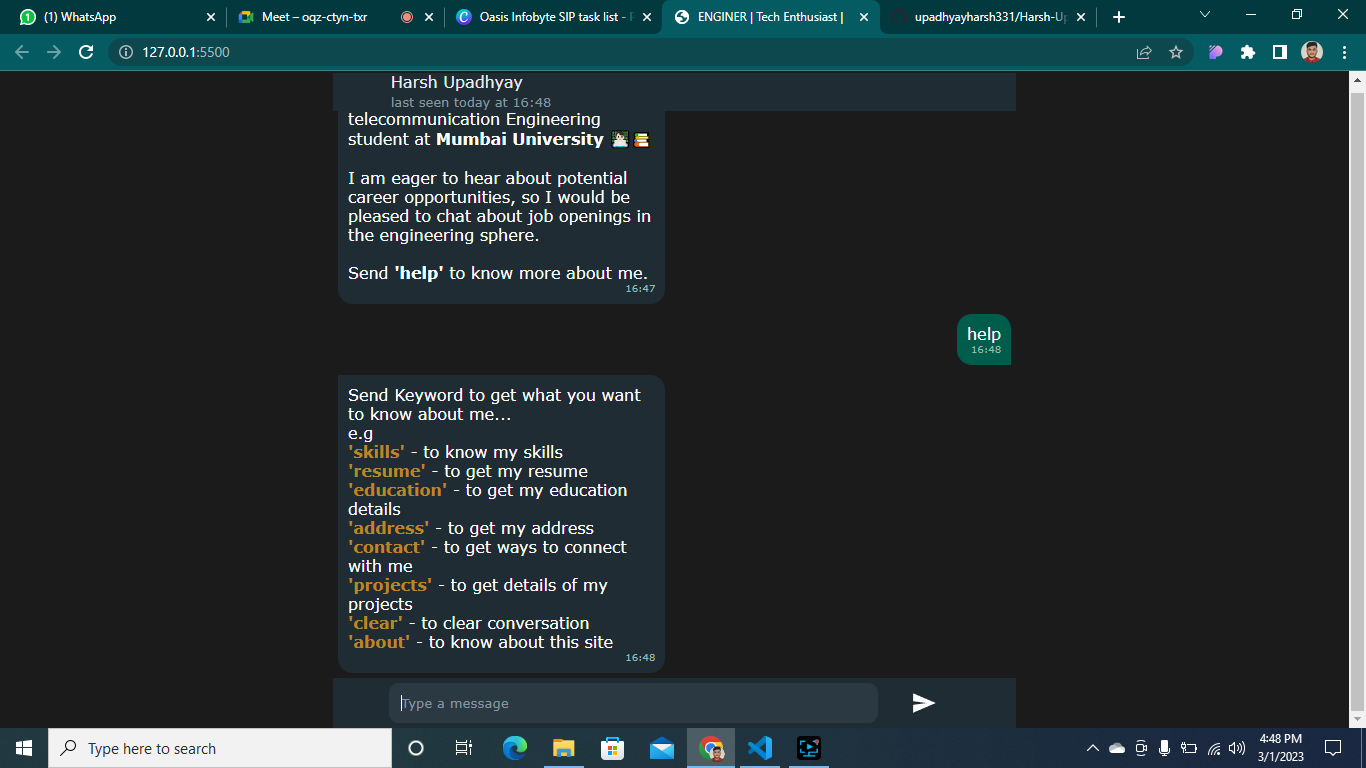 (1) WhatsApp
Meet – oqz-ctyn-txr
Oasis Infobyte SIP task list -
ENGINER | Tech Enthusiast |
upadhyayharsh331/Harsh-Up
127.0.0.1:5500
Harsh Upadhyay
last seen today at 16:48
telecommunication Engineering
student at Mumbai University 👨🏻‍💻📚
I am eager to hear about potential
career opportunities, so I would be
pleased to chat about job openings in
the engineering sphere.
Send 'help' to know more about me.
16:47
help
16:48
Send Keyword to get what you want
to know about me...
e.g
'skills' - to know my skills
'resume' - to get my resume
'education' - to get my education
details
'address' - to get my address
'contact' - to get ways to connect
with me
'projects' - to get details of my
projects
'clear' - to clear conversation
'about' - to know about this site
16:48
Type a message
Type here to search
4:48 PM
3/1/2023